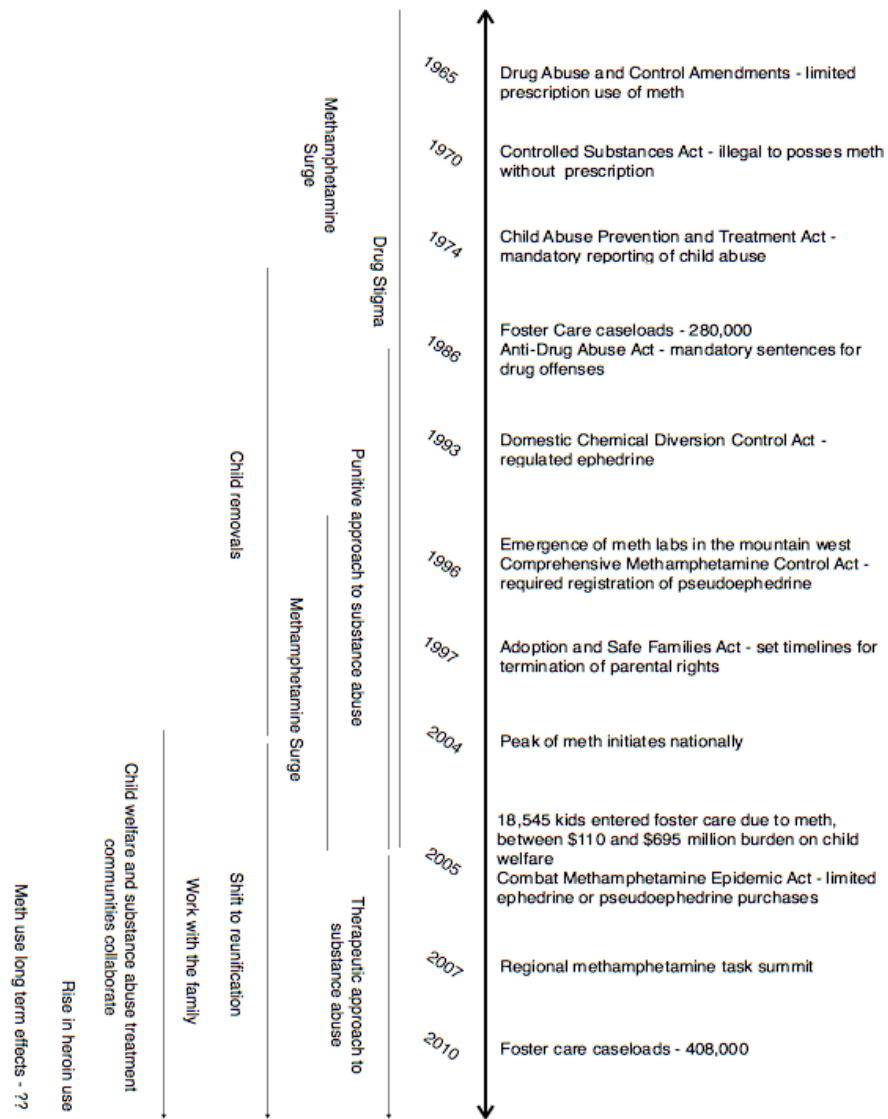 1965
Drug Abuse and Control Amendments - limited
prescription use of meth
1970
Controlled Substances Act - illegal to posses meth
without prescription
1974
Child Abuse Prevention and Treatment Act -
mandatory reporting of child abuse
1986
Foster Care caseloads - 280,000
Anti-Drug Abuse Act - mandatory sentences for
drug offenses
1993
Domestic Chemical Diversion Control Act -
regulated ephedrine
1996
Emergence of meth labs in the mountain west
Comprehensive Methamphetamine Control Act -
required registration of pseudoephedrine
1997
Adoption and Safe Families Act - set timelines for
termination of parental rights
2004
Peak of meth initiates nationally
2005
18,545 kids entered foster care due to meth,
between $110 and $695 million burden on child
welfare
Combat Methamphetamine Epidemic Act - limited
ephedrine or pseudoephedrine purchases
2007
Regional methamphetamine task summit
2010
Foster care caseloads - 408,000
Drug Stigma
Methamphetamine
Surge
Punitive approach to substance abuse
Therapeutic approach to
substance abuse
Methamphetamine Surge
Child removals
Shift to reunification
Work with the family
Child welfare and substance abuse treatment
communities collaborate
Rise in heroin use
Meth use long term effects - ??